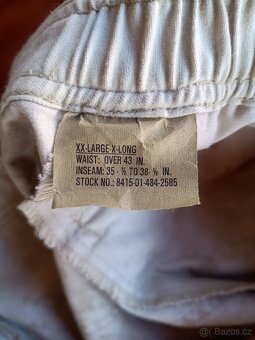 XX-LARGE-X-LONG
WAIST: OVER 43 IN.
INSEAM: 35 - ½ TO 38- ½ IN.
STOCK NO.: 8415-01-484-2585
Bazos.cz